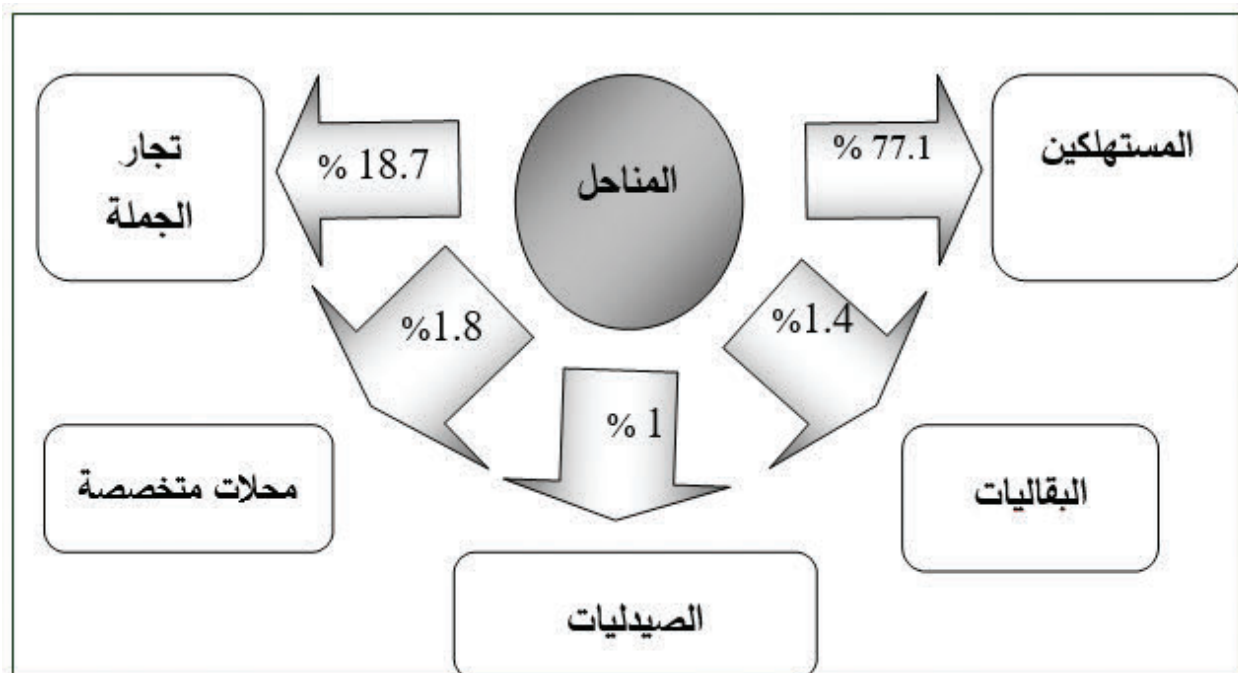 المستهلكين
% 77.1
المناحل
% 18.7
تجار
الجملة
%1.4
%1.8
% 1
البقاليات
محلات متخصصة
الصيدليات